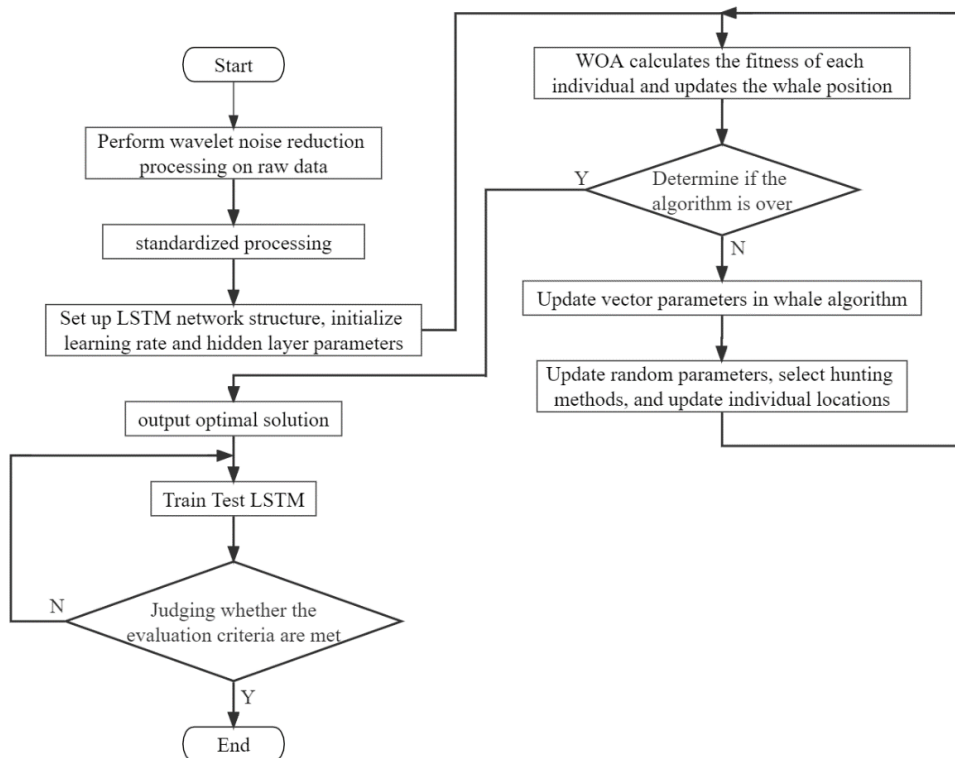 Start
Perform wavelet noise reduction
processing on raw data
standardized processing
Set up LSTM network structure, initialize
learning rate and hidden layer parameters
WOA calculates the fitness of each
individual and updates the whale position
Determine if the
algorithm is over
Y
N
Update vector parameters in whale algorithm
Update random parameters, select hunting
methods, and update individual locations
output optimal solution
Train Test LSTM
Judging whether the
evaluation criteria are met
N
Y
End